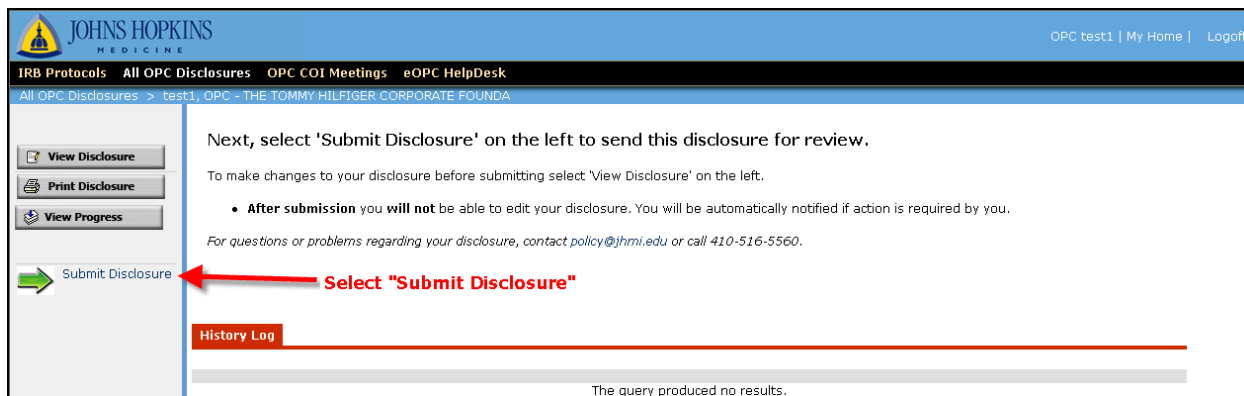 JOHNS HOPKINS
MEDICINE
OPC test1 | My Home | Logoff
IRB Protocols All OPC Disclosures OPC COI Meetings eOPC HelpDesk
All OPC Disclosures > test1, OPC - THE TOMMY HILFIGER CORPORATE FOUNDA
View Disclosure
Print Disclosure
View Progress
Submit Disclosure
Next, select 'Submit Disclosure' on the left to send this disclosure for review.
To make changes to your disclosure before submitting select 'View Disclosure' on the left.
• After submission you will not be able to edit your disclosure. You will be automatically notified if action is required by you.
For questions or problems regarding your disclosure, contact policy@jhmi.edu or call 410-516-5560.
Select "Submit Disclosure"
History Log
The query produced no results.